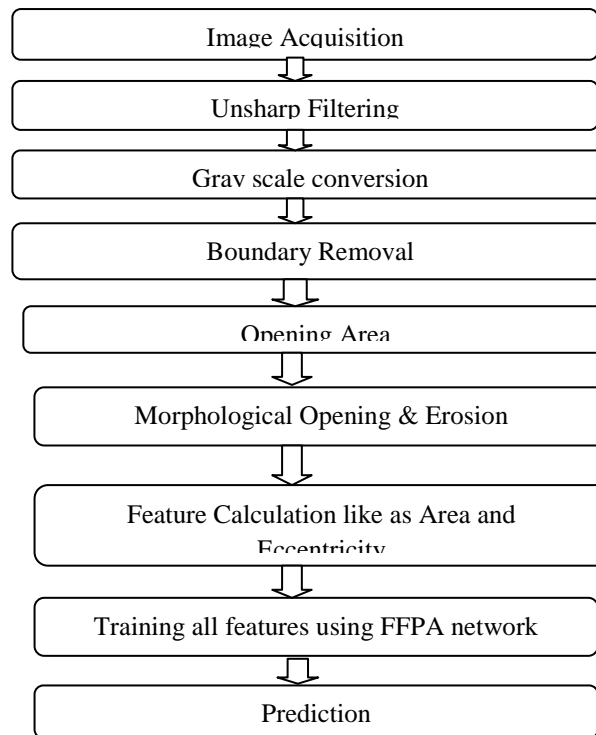 Image Acquisition
Unsharp Filtering
Gray scale conversion
Boundary Removal
Opening Area
Morphological Opening & Erosion
Feature Calculation like as Area and
Eccentricity
Training all features using FFPA network
Prediction